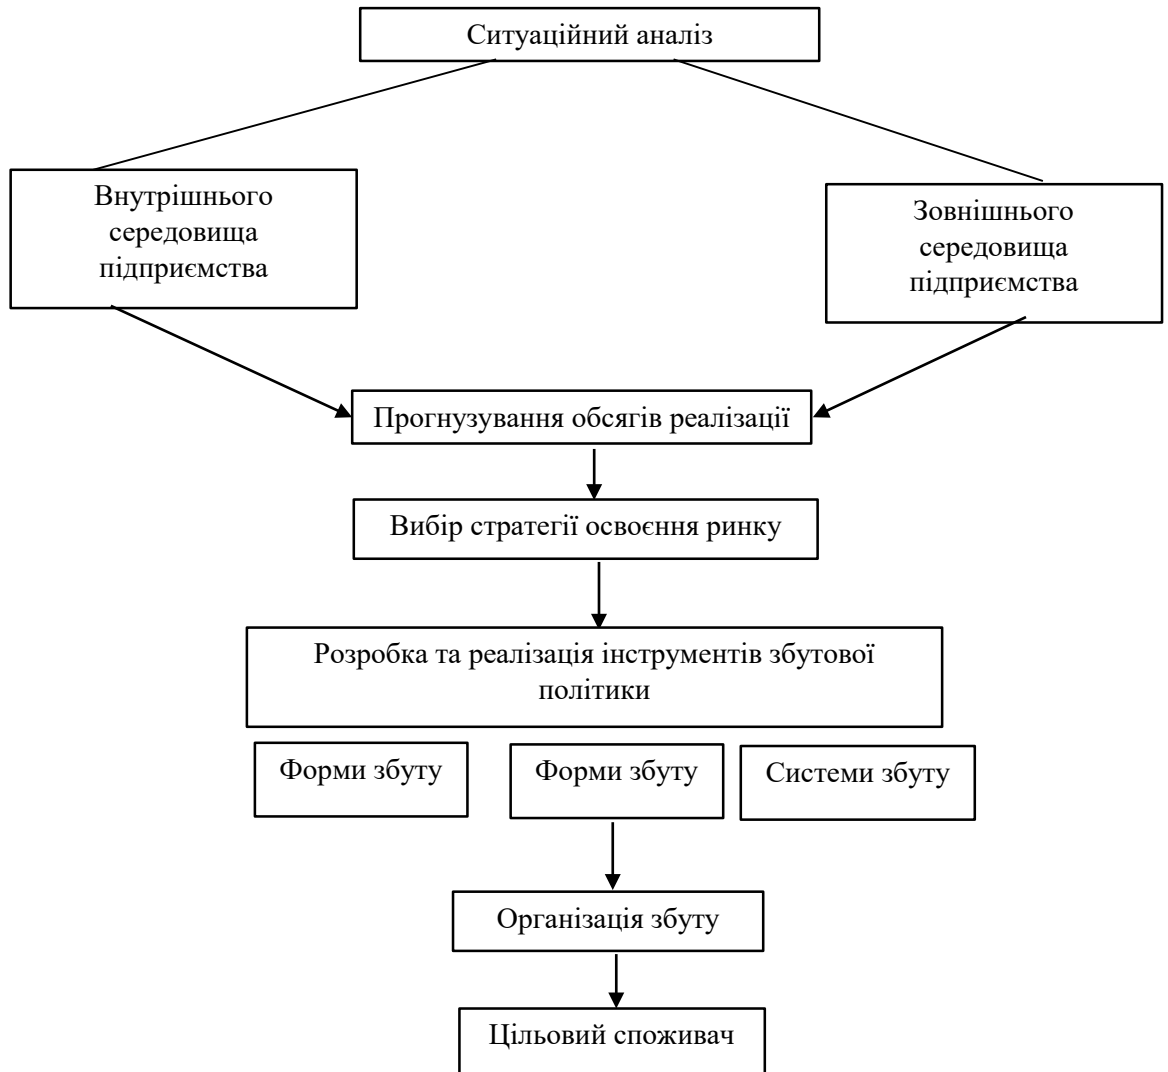 Ситуаційний аналіз
Внутрішнього
середовища
підприємства
Зовнішнього
середовища
підприємства
Прогнузування обсягів реалізації
Вибір стратегії освоєння ринку
Розробка та реалізація інструментів збутової
політики
Форми збуту
Форми збуту
Системи збуту
Організація збуту
Цільовий споживач